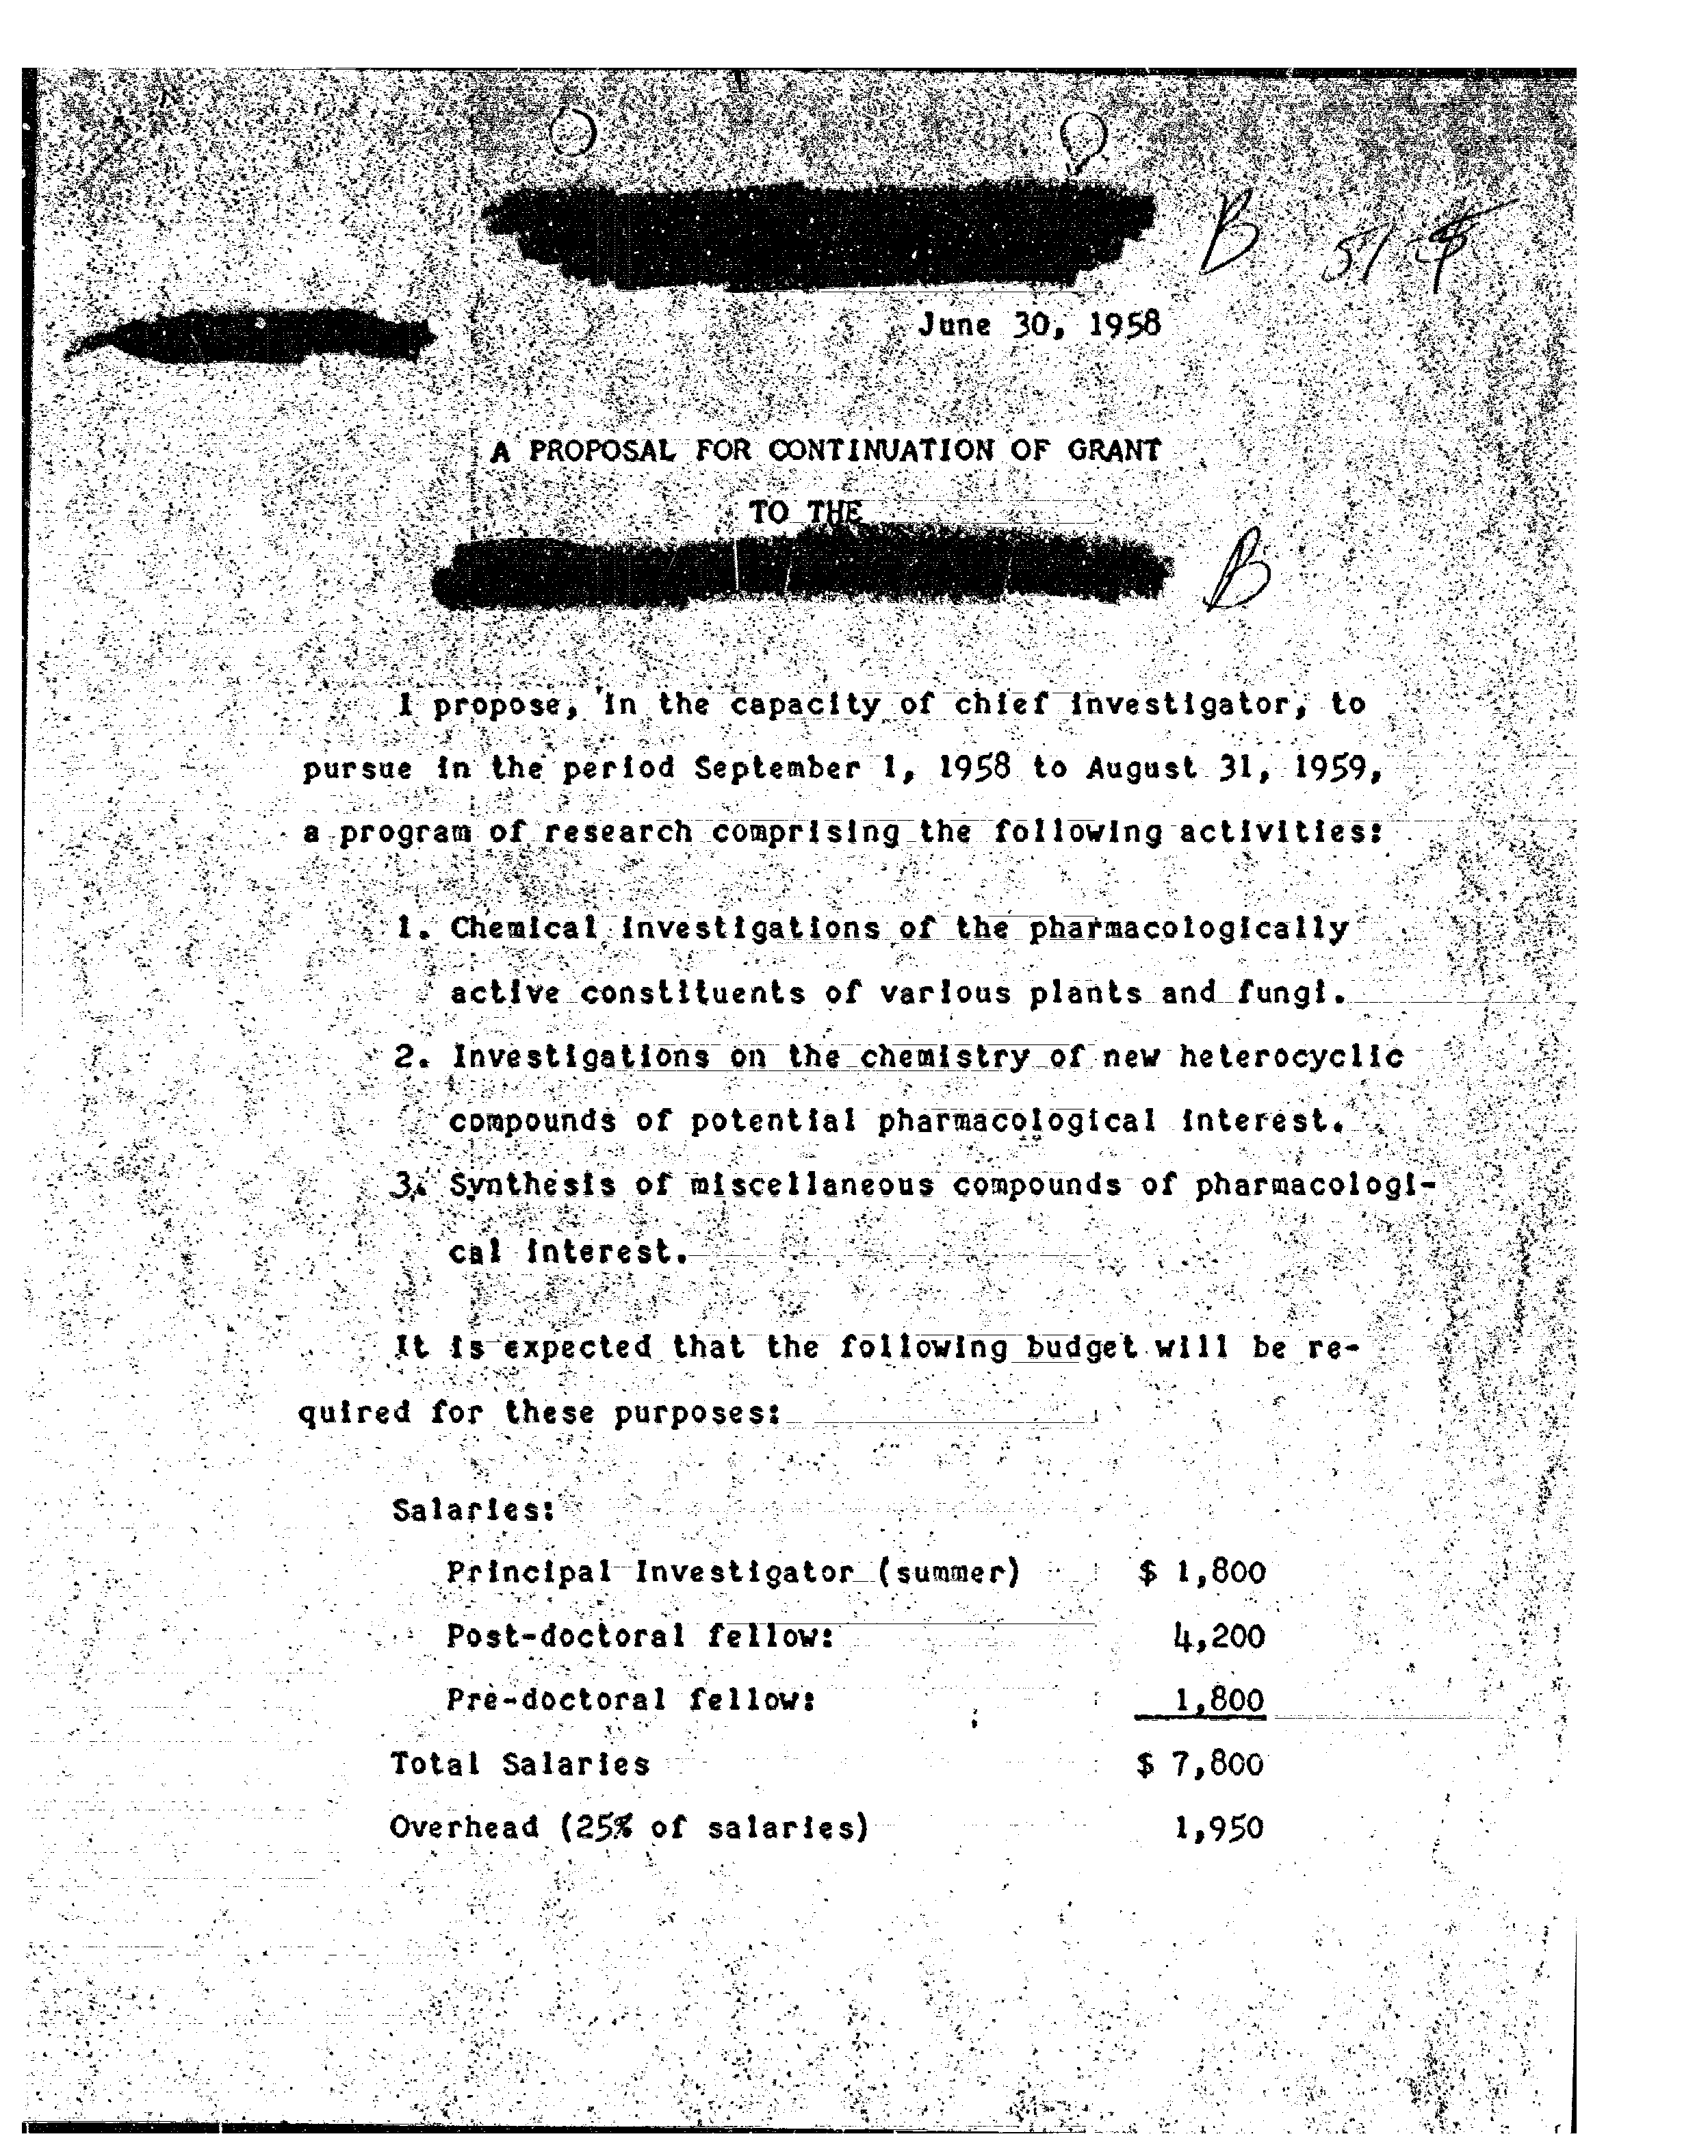 B
June 30, 1958
A PROPOSAL FOR CONTINUATION OF GRANT
TO THE
B
I propose, in the capacity of chief investigator, to
pursue in the period September 1, 1958 to August 31, 1959,
a program of research comprising the following activities:
1. Chemical investigations of the pharmacologically
active constituents of various plants and fungi.
2. Investigations on the chemistry of new heterocyclic
compounds of potential pharmacological interest.
3. Synthesis of miscellaneous compounds of pharmacologi-
cal interest.
It is expected that the following budget will be re-
quired for these purposes:
Salaries:
Principal Investigator (summer) $ 1,800
Post-doctoral fellow: 4,200
Pre-doctoral fellow: 1,800
Total Salaries $ 7,800
Overhead (25% of salaries) 1,950